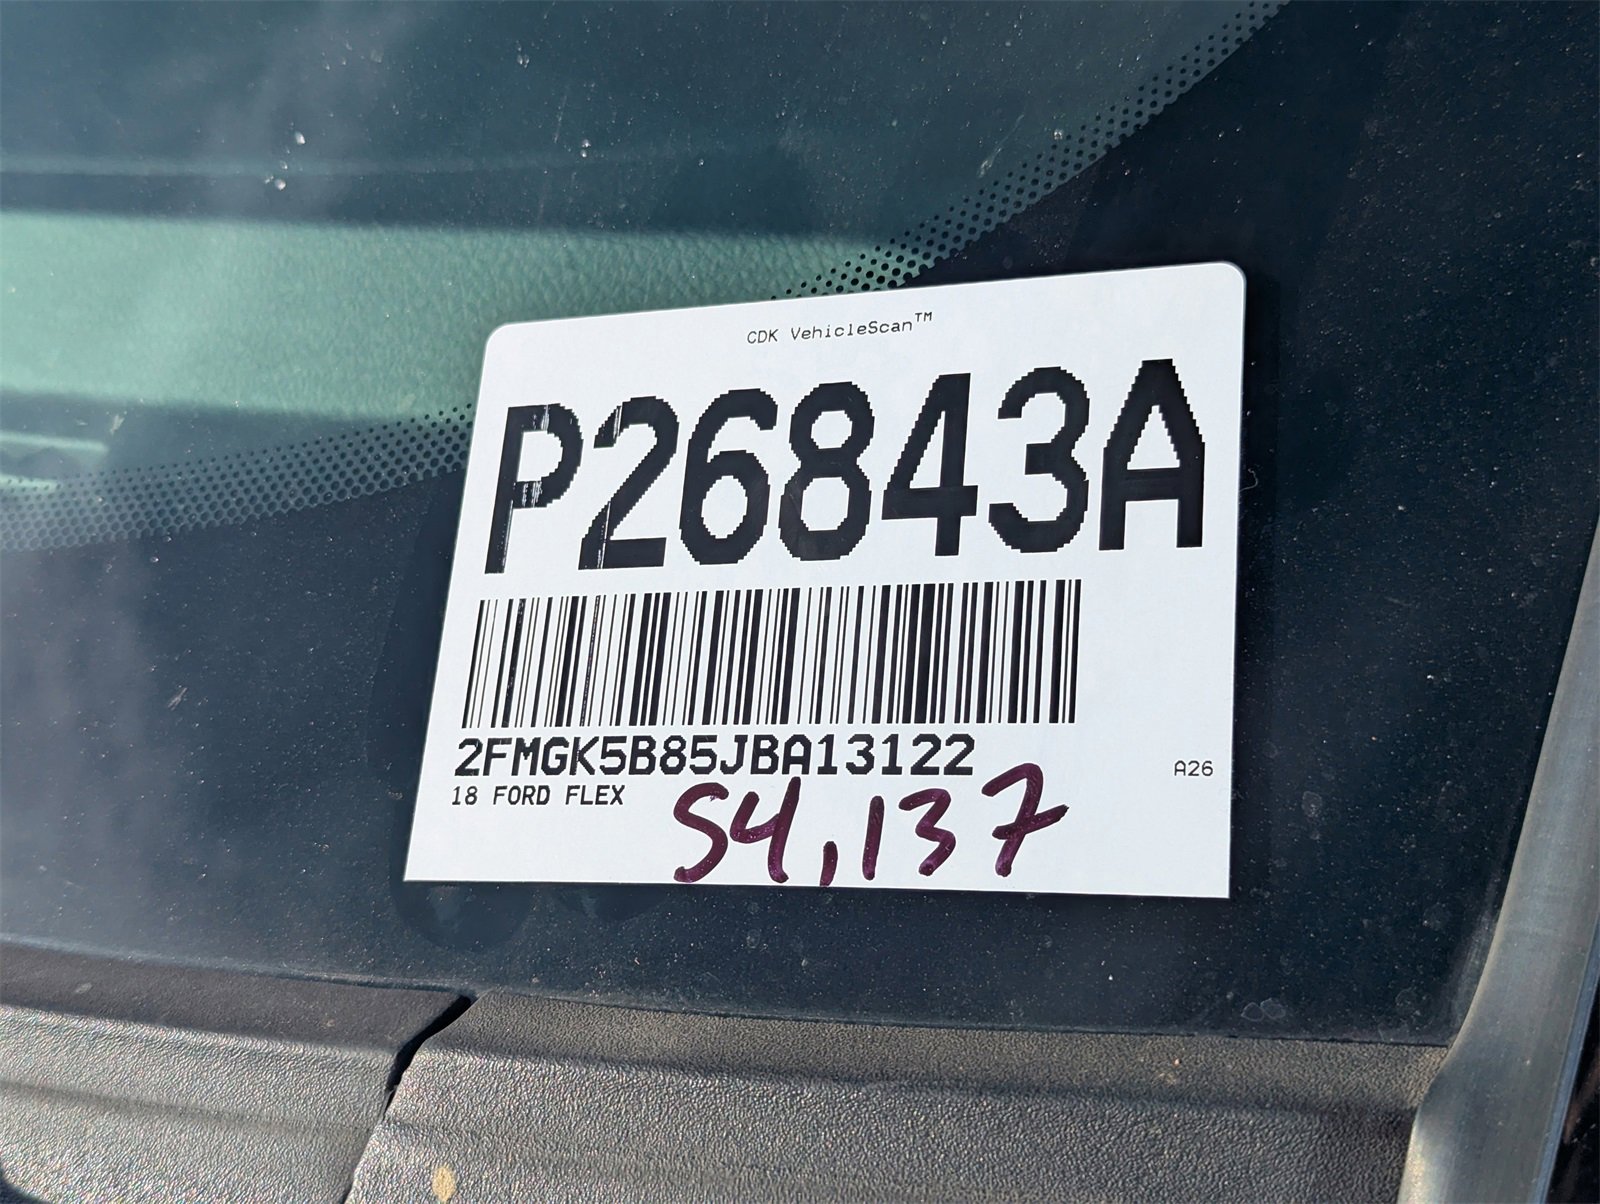 CDK VehicleScan™
P26843A
2FMGK5B85JBA13122
18 FORD FLEX
A26
54,137